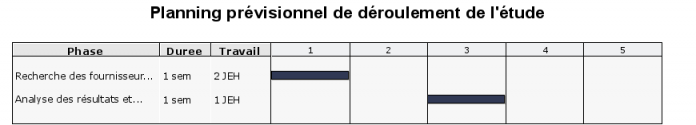 Planning prévisionnel de déroulement de l'étude
Phase Duree Travail 1 2 3 4 5
Recherche des fournisseur... 1 sem 2 JEH
Analyse des résultats et... 1 sem 1 JEH